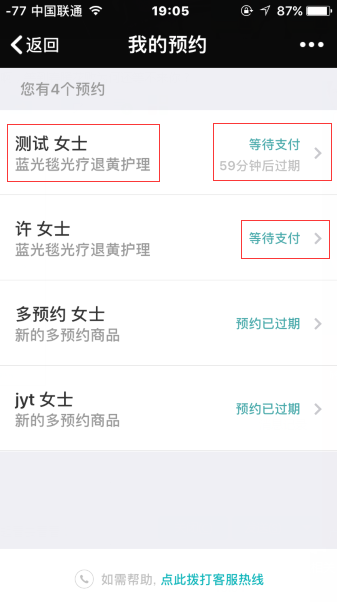 -77 中国联通 19:05 87%
返回 我的预约
您有4个预约
测试 女士 等待支付
蓝光毯光疗退黄护理 59分钟后过期
许 女士 等待支付
蓝光毯光疗退黄护理
多预约 女士 预约已过期
新的多预约商品
jyt 女士 预约已过期
新的多预约商品
如需帮助, 点此拨打客服热线